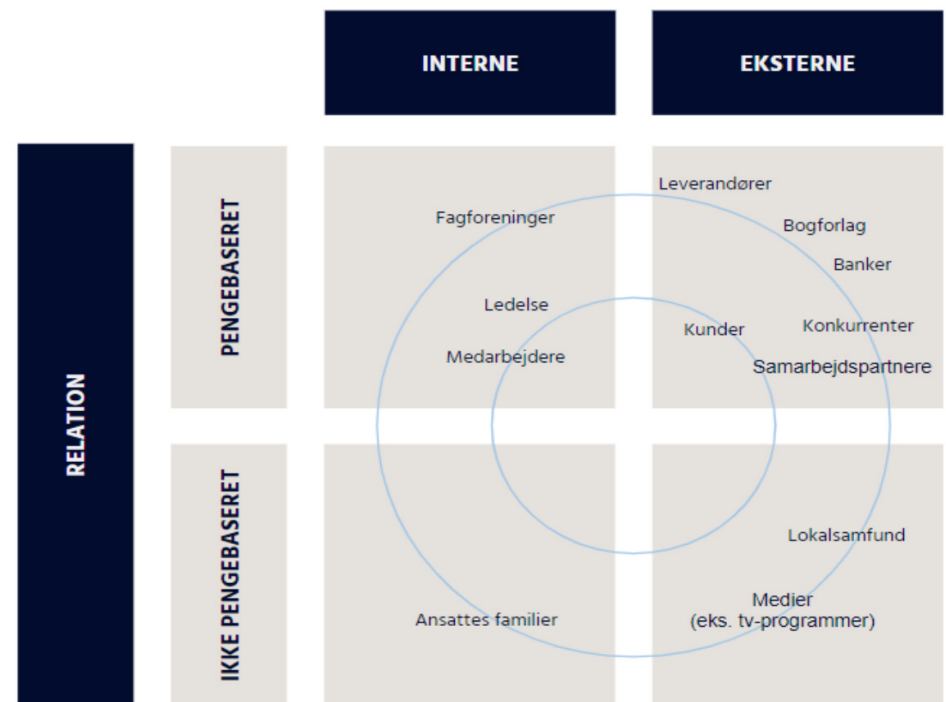 INTERNE
EKSTERNE
RELATION
PENGEBASERET
Fagforeninger
Ledelse
Medarbejdere
Leverandører
Bogforlag
Banker
Kunder
Konkurrenter
Samarbejdspartnere
IKKE PENGEBASERET
Ansattes familier
Lokalsamfund
Medier
(eks. tv-programmer)